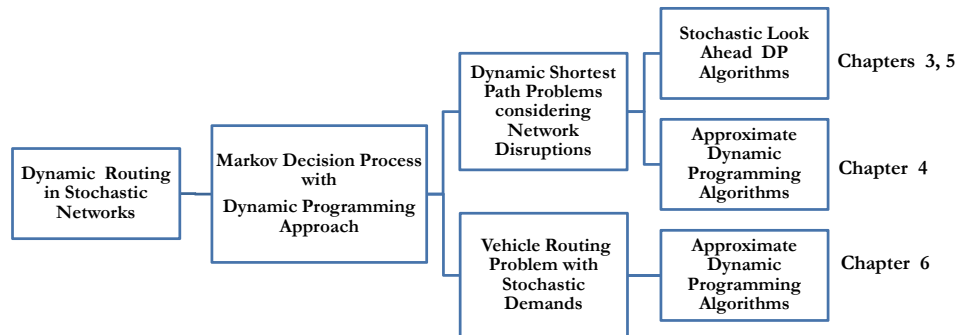 Dynamic Routing
in Stochastic
Networks
Markov Decision Process
with
Dynamic Programming
Approach
Dynamic Shortest
Path Problems
considering
Network
Disruptions
Stochastic Look
Ahead DP
Algorithms
Chapters 3, 5
Approximate
Dynamic
Programming
Algorithms
Chapter 4
Vehicle Routing
Problem with
Stochastic
Demands
Approximate
Dynamic
Programming
Algorithms
Chapter 6